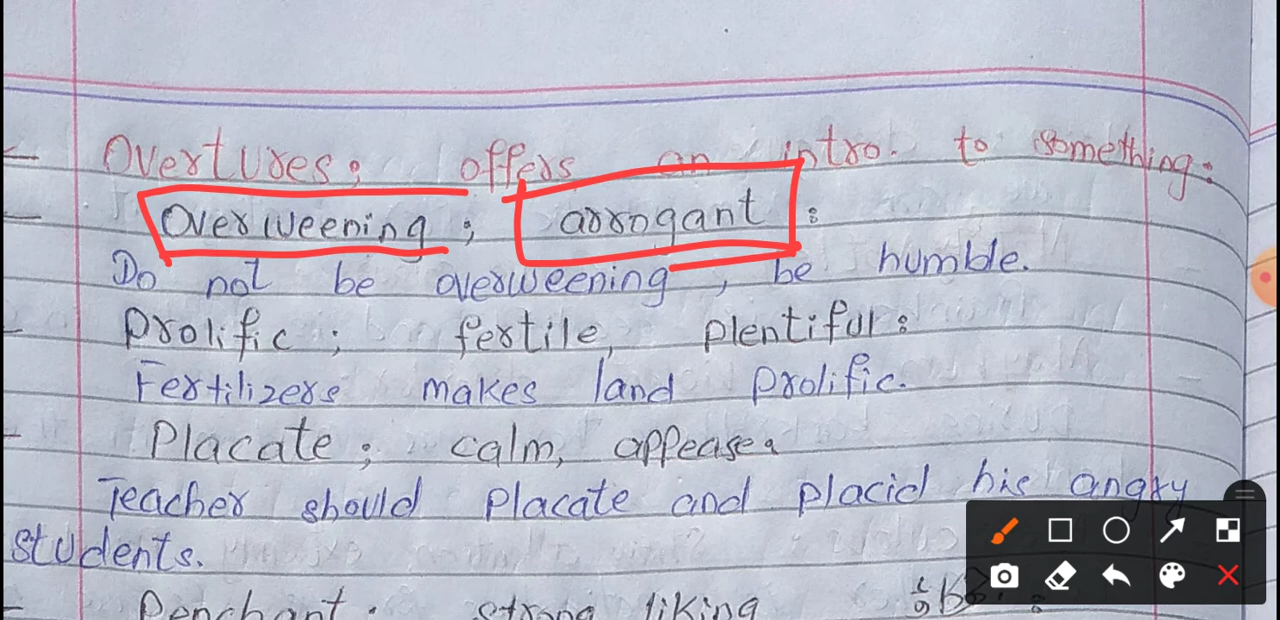 Overtures: offers an intro. to something:
Overweening; arrogant:
Do not be overweening, be humble.
Prolific; fertile, plentiful:
Fertilizers makes land prolific.
Placate; calm, appease.
Teacher should placate and placid his angry
students.
Penchant: strong liking